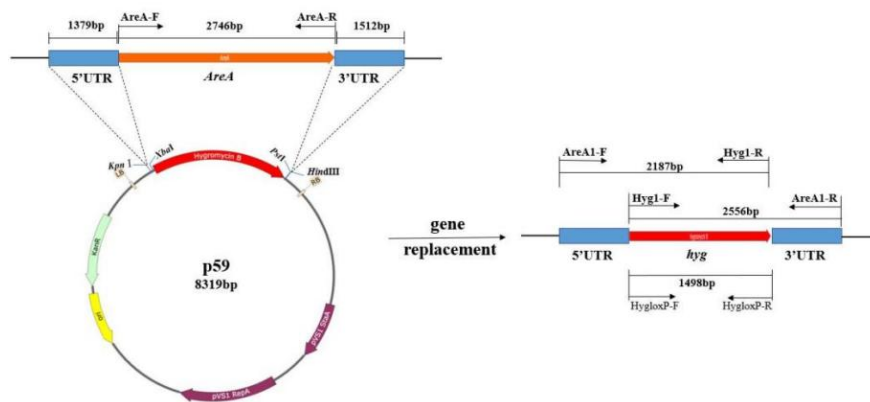 1379bp AreA-F 2746bp AreA-R 1512bp
5'UTR AreA 3'UTR
Kpn I XbaI Hygromycin B PstI HindIII
LB RB
KanR
p59
8319bp
pVS1 StaA
pVS1 RepA
gene
replacement
AreA1-F Hyg1-R
2187bp
Hyg1-F AreA1-R
2556bp
5'UTR hyg 3'UTR
1498bp
HygloxP-F HygloxP-R